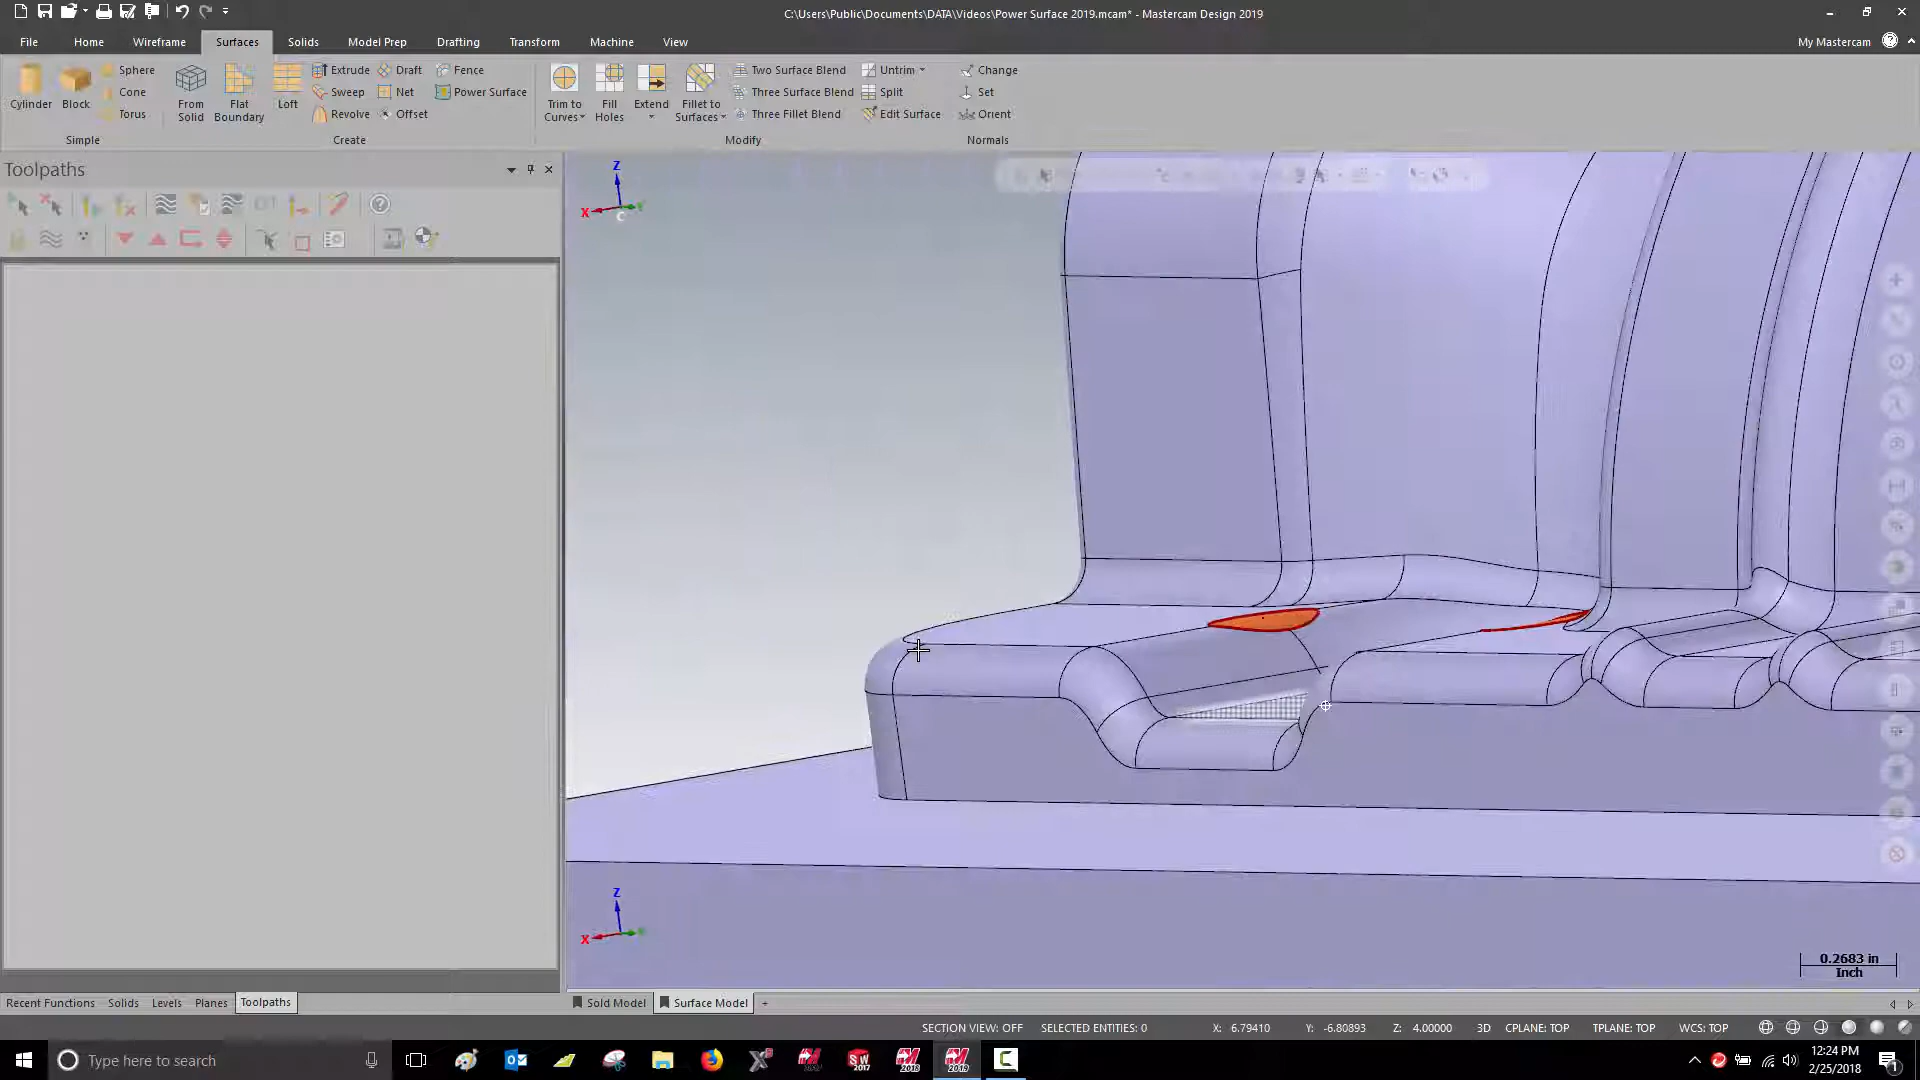 C:\Users\Public\Documents\DATA\Videos\Power Surface 2019.mcam* - Mastercam Design 2019
File Home Wireframe Surfaces Solids Model Prep Drafting Transform Machine View My Mastercam
Cylinder
Block
Sphere
Cone
Torus
Simple
From Solid
Flat Boundary
Loft
Extrude
Sweep
Revolve
Draft
Net
Offset
Fence
Power Surface
Create
Trim to Curves
Fill Holes
Extend
Fillet to Surfaces
Two Surface Blend
Three Surface Blend
Three Fillet Blend
Untrim
Split
Edit Surface
Modify
Change
Set
Orient
Normals
Toolpaths
Z
X
C
Z
X
0.2683 in
Inch
Recent Functions Solids Levels Planes Toolpaths
Sold Model Surface Model +
SECTION VIEW: OFF SELECTED ENTITIES: 0 X: 6.79410 Y: -6.80893 Z: 4.00000 3D CPLANE: TOP TPLANE: TOP WCS: TOP
Type here to search
SW 2017
2018
2019
12:24 PM
2/25/2018
1